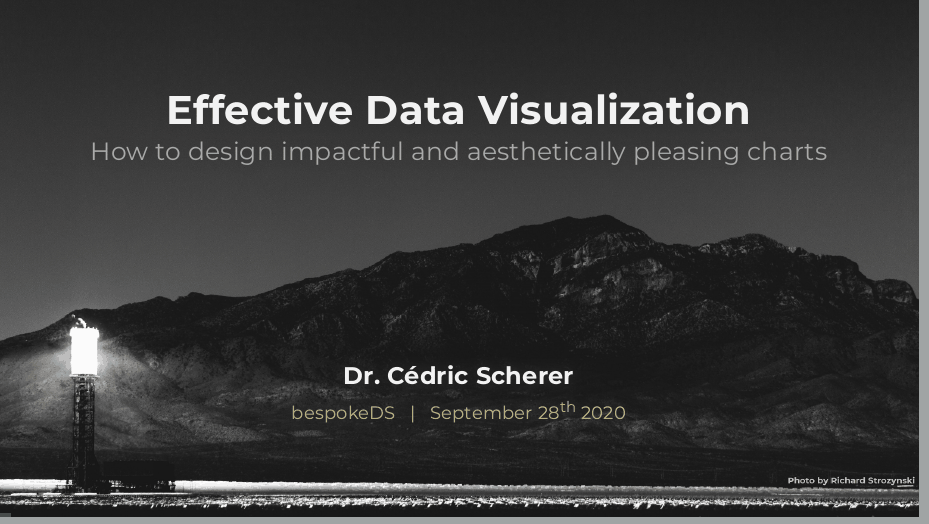 Effective Data Visualization
How to design impactful and aesthetically pleasing charts
Dr. Cédric Scherer
bespokeDS | September 28th 2020
Photo by Richard Strozynski